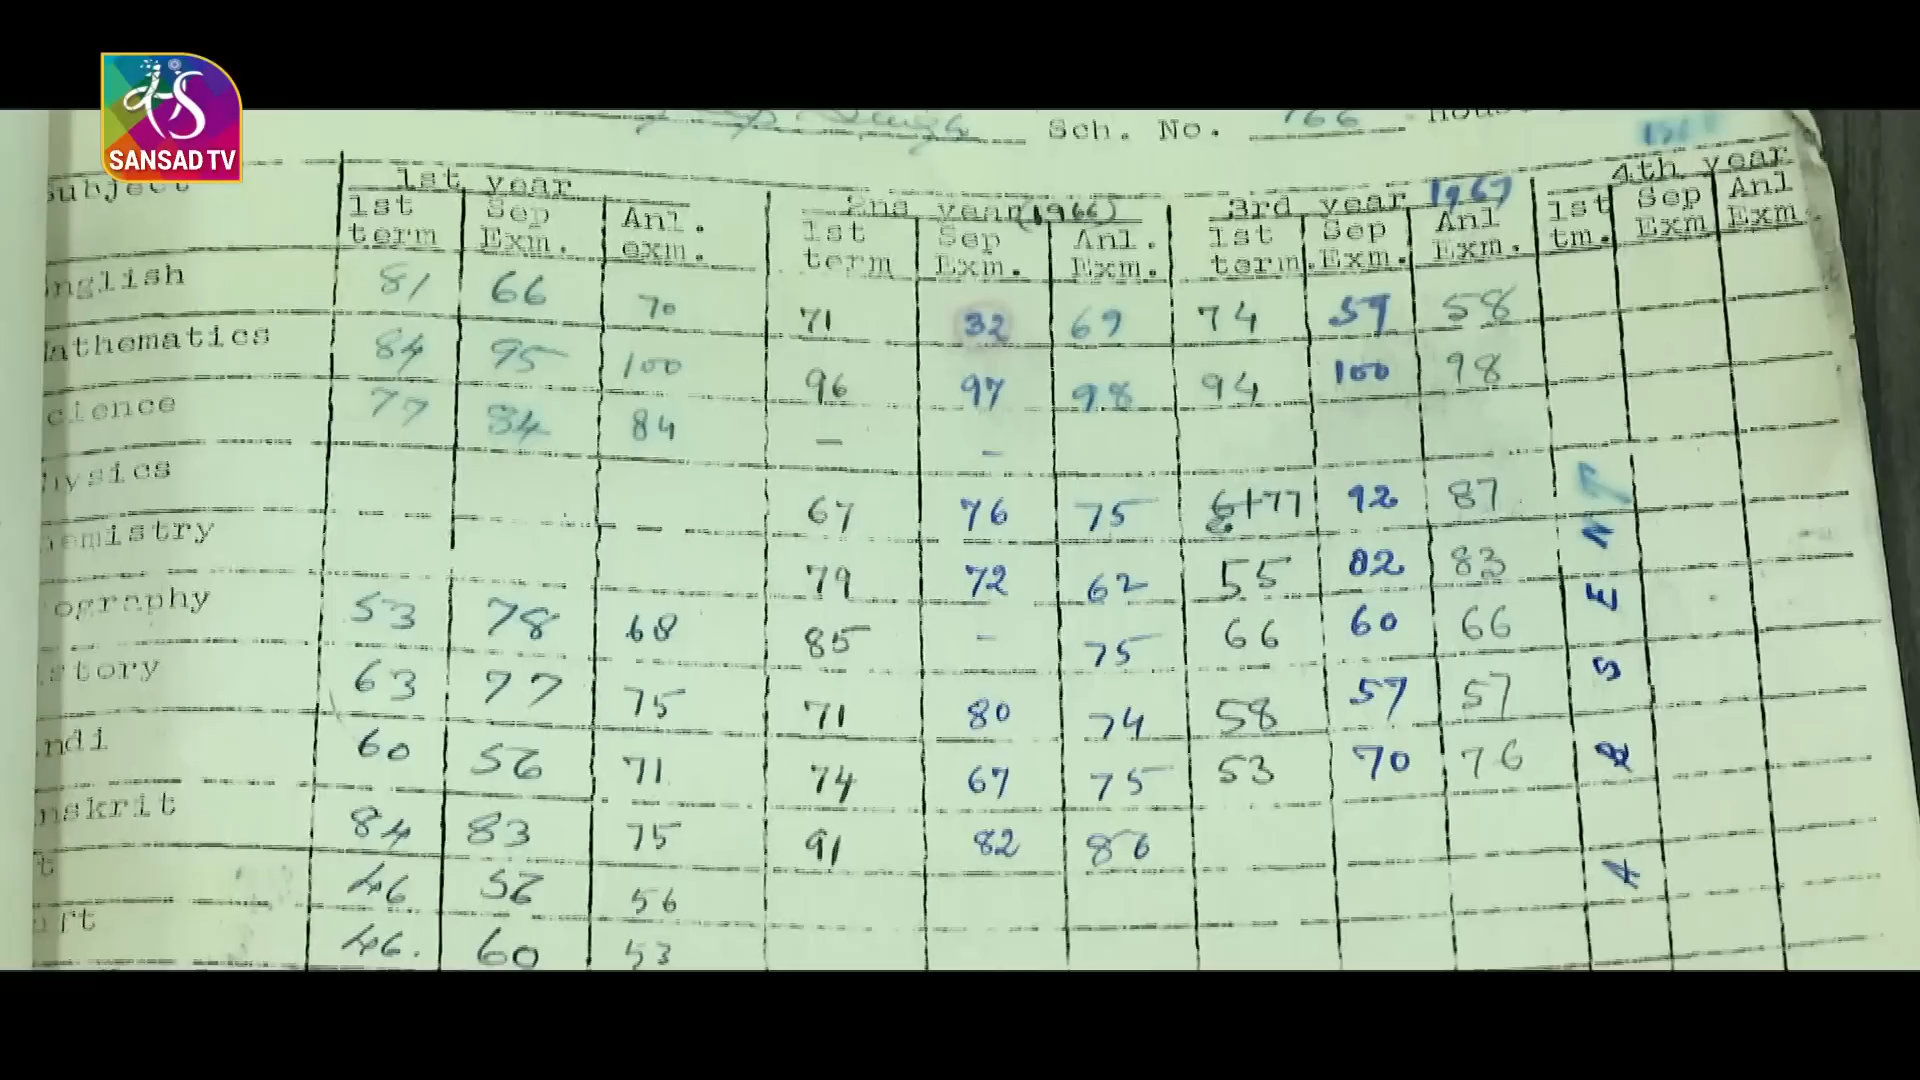 SANSAD TV
Singh Sch. No. 766
Subject 1st year 2nd year (1966) 3rd year 1967 4th year
1st term Sep Exm. Anl. exm. 1st term Sep Exm. Anl. Exm. 1st term Sep Exm. Anl Exm. 1st tm. Sep Exm Anl Exm.
nglish 81 66 70 71 32 69 74 57 58
athematics 84 95 100 96 97 98 94 100 98
cience 77 84 84 — -
hysics - - - - 67 76 75 77 92 87
emistry 79 72 62 55 82 83
ography 53 78 68 85 - 75 66 60 66
story 63 77 75 71 80 74 58 57 57
ndi 60 56 71 74 67 75 53 70 76
nskrit 84 83 75 91 82 86
t 46 52 56
rt 46. 60 53